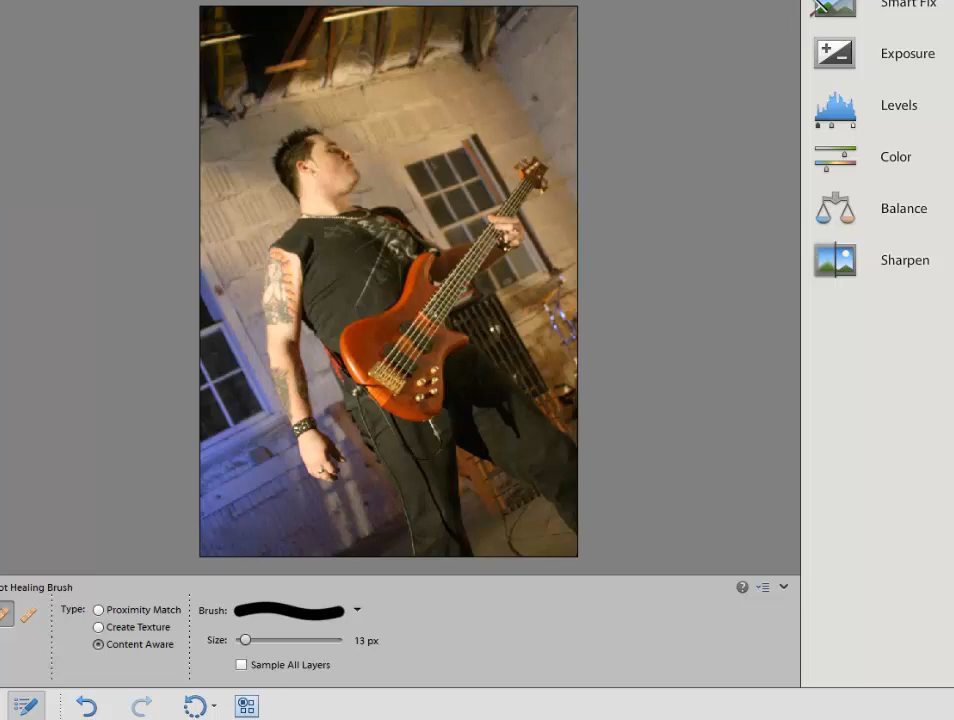 Smart Fix
Exposure
Levels
Color
Balance
Sharpen
ot Healing Brush
Type:
Proximity Match
Create Texture
Content Aware
Brush:
Size:
13 px
Sample All Layers